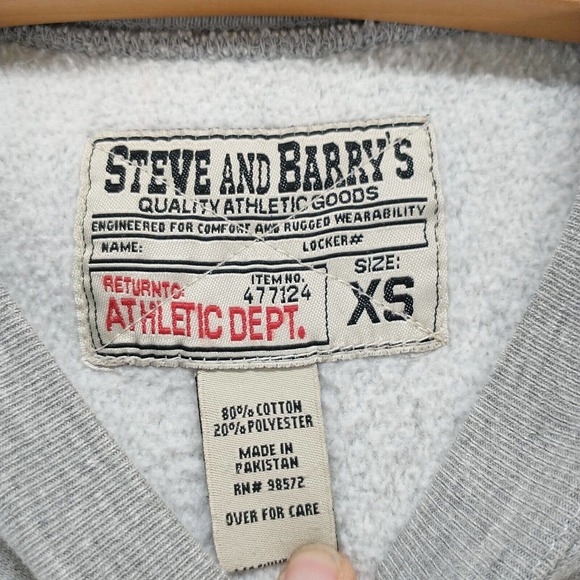 STEVE AND BARRY'S
QUALITY ATHLETIC GOODS
ENGINEERED FOR COMFORT AND RUGGED WEARABILITY
NAME: LOCKER#
RETURN TO: ITEM NO. SIZE:
477124 XS
ATHLETIC DEPT.
80% COTTON
20% POLYESTER
MADE IN
PAKISTAN
RN# 98572
OVER FOR CARE